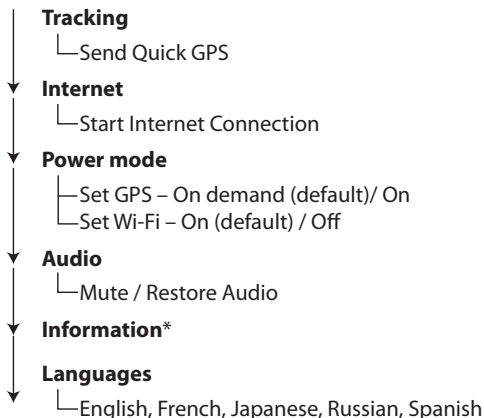 Tracking
Send Quick GPS
Internet
Start Internet Connection
Power mode
Set GPS – On demand (default)/ On
Set Wi-Fi – On (default) / Off
Audio
Mute / Restore Audio
Information*
Languages
English, French, Japanese, Russian, Spanish